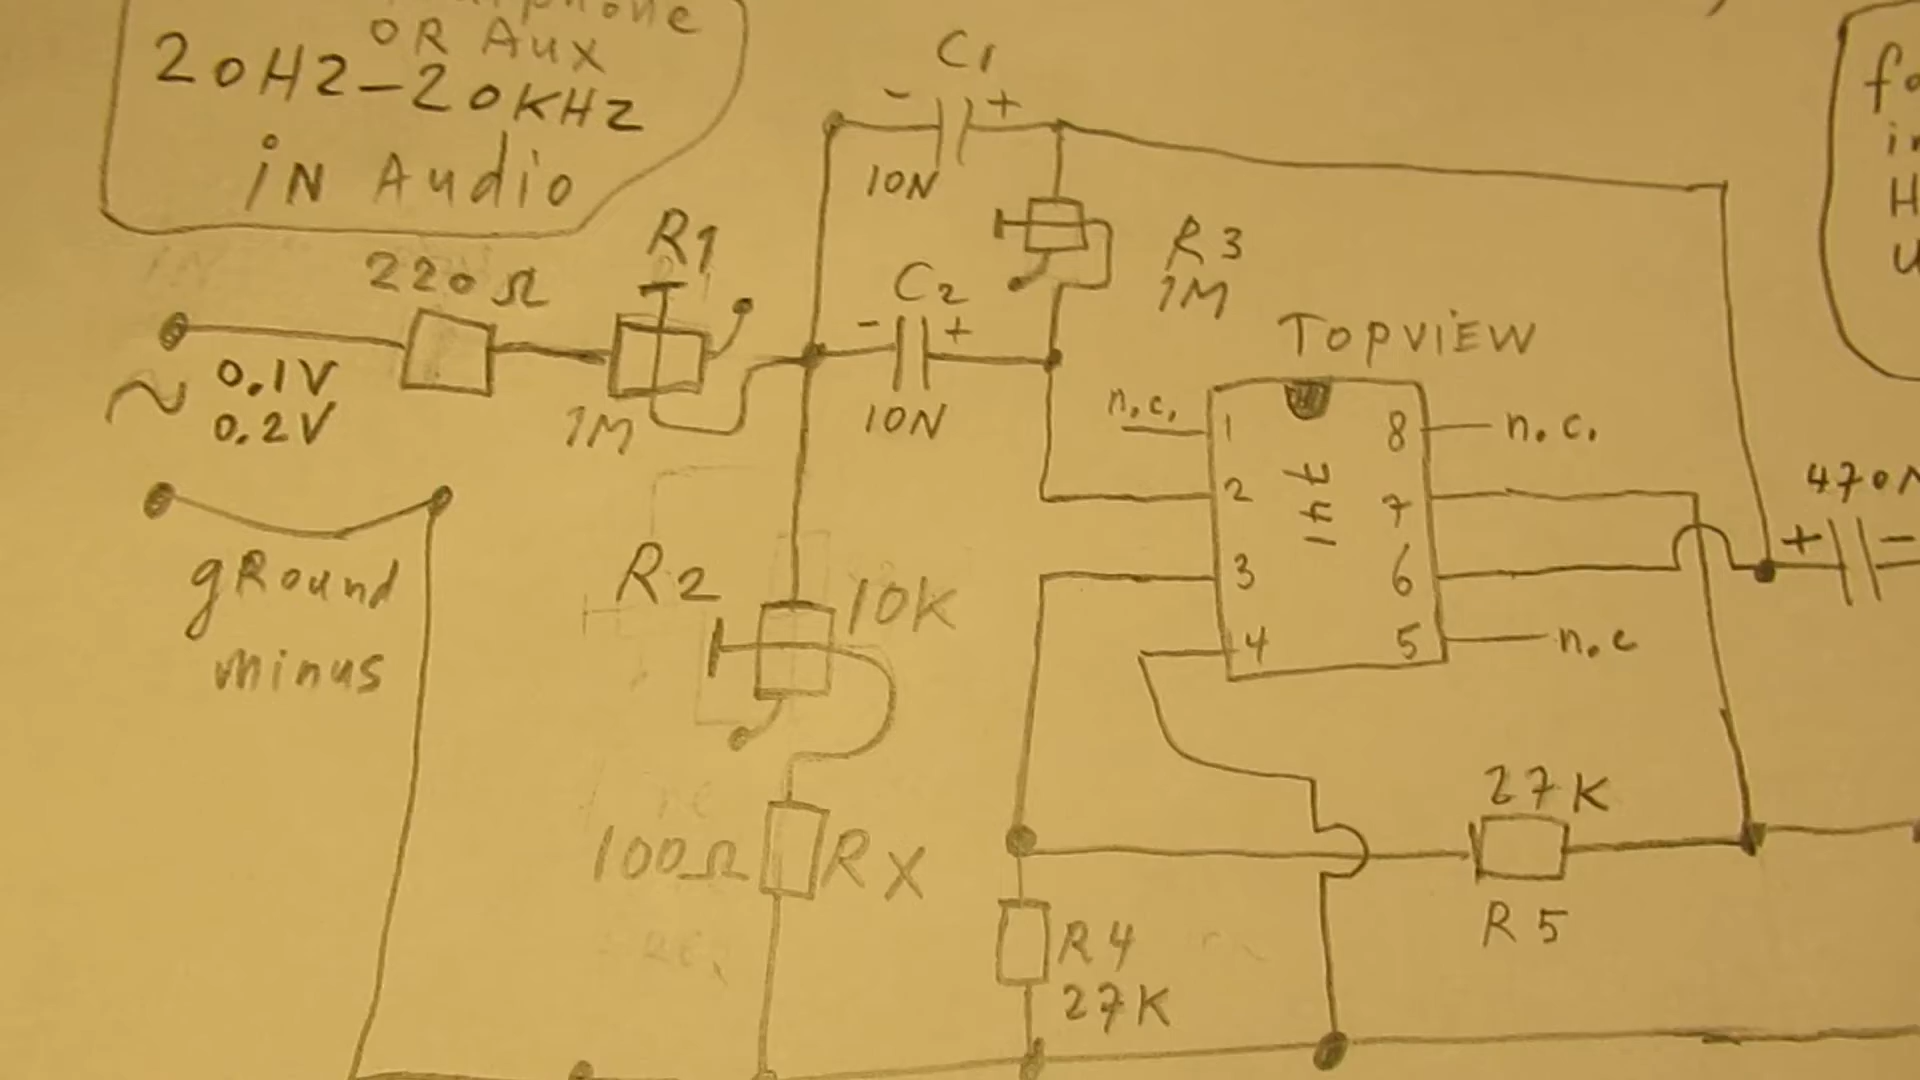 OR Aux
20HZ-20KHZ
iN Audio
C1
- +
10N
R1
220Ω
1M
0.1V
0.2V
gRound
minus
C2
- +
10N
R3
1M
TOPVIEW
n.c.
1
2
3
4
741
8
7
6
5
n.c.
n.c
470
+ -
R2
10K
100Ω
RX
R4
27K
27K
R5